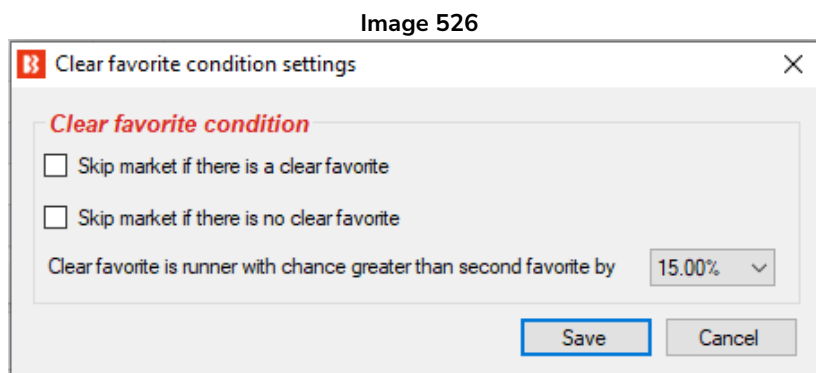 Image 526
Clear favorite condition settings
Clear favorite condition
Skip market if there is a clear favorite
Skip market if there is no clear favorite
Clear favorite is runner with chance greater than second favorite by 15.00%
Save Cancel